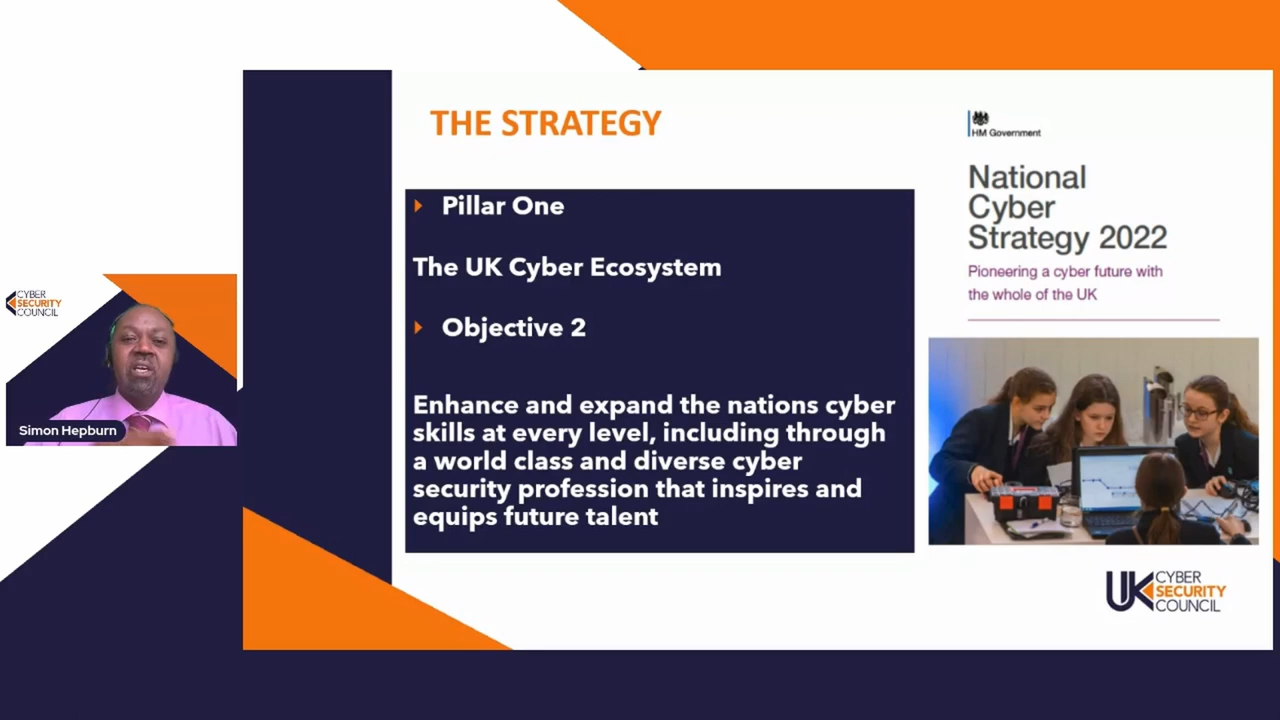 THE STRATEGY
Pillar One
The UK Cyber Ecosystem
Objective 2
Enhance and expand the nations cyber
skills at every level, including through
a world class and diverse cyber
security profession that inspires and
equips future talent
HM Government
National
Cyber
Strategy 2022
Pioneering a cyber future with
the whole of the UK
CYBER
SECURITY
COUNCIL
Simon Hepburn
UK CYBER
SECURITY
COUNCIL